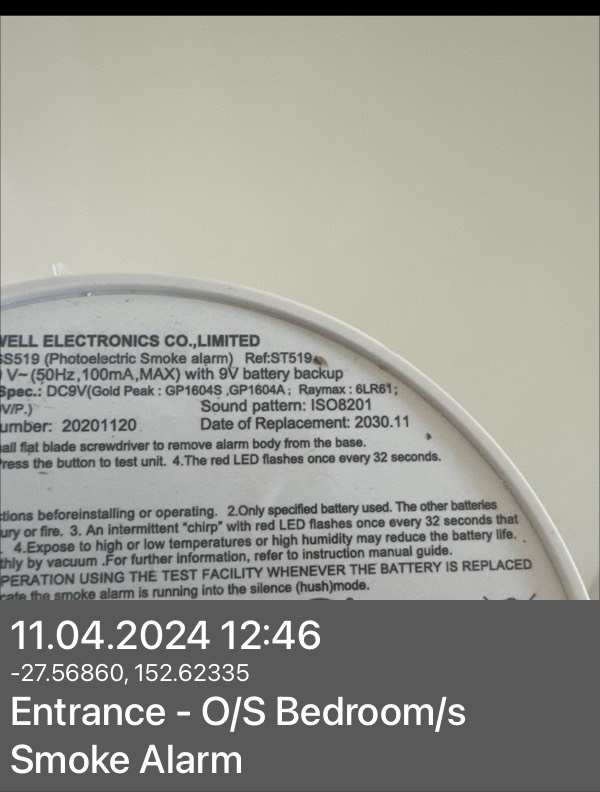 WELL ELECTRONICS CO.,LIMITED
SS519 (Photoelectric Smoke alarm) Ref:ST519
V~(50Hz,100mA,MAX) with 9V battery backup
Spec.: DC9V(Gold Peak : GP1604S ,GP1604A ; Raymax : 6LR61;
V/P.) Sound pattern: ISO8201
umber: 20201120 Date of Replacement: 2030.11
all flat blade screwdriver to remove alarm body from the base.
ress the button to test unit. 4.The red LED flashes once every 32 seconds.
ctions beforeinstalling or operating. 2.Only specified battery used. The other batteries
ury or fire. 3. An intermittent "chirp" with red LED flashes once every 32 seconds that
. 4.Expose to high or low temperatures or high humidity may reduce the battery life.
thly by vacuum .For further information, refer to instruction manual guide.
PERATION USING THE TEST FACILITY WHENEVER THE BATTERY IS REPLACED
cate the smoke alarm is running into the silence (hush)mode.
11.04.2024 12:46
-27.56860, 152.62335
Entrance - O/S Bedroom/s
Smoke Alarm